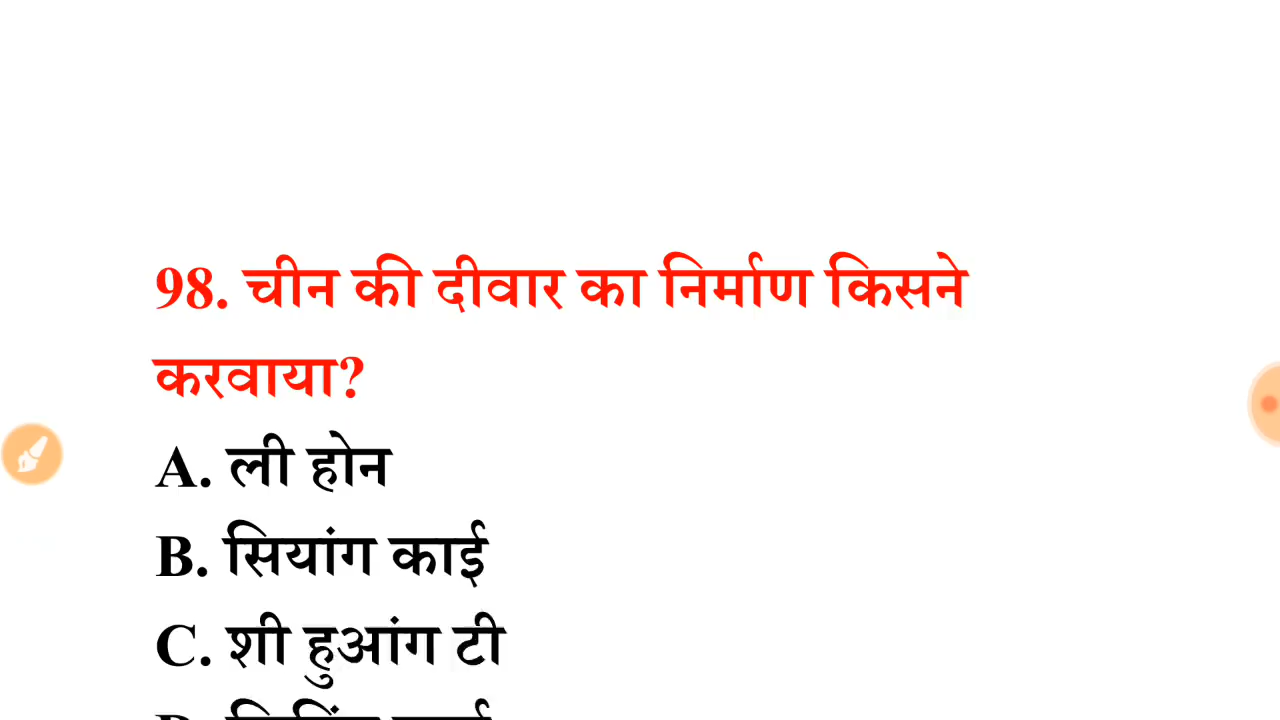 98. चीन की दीवार का निर्माण किसने
करवाया?
A. ली होन
B. सियांग काई
C. शी हुआंग टी